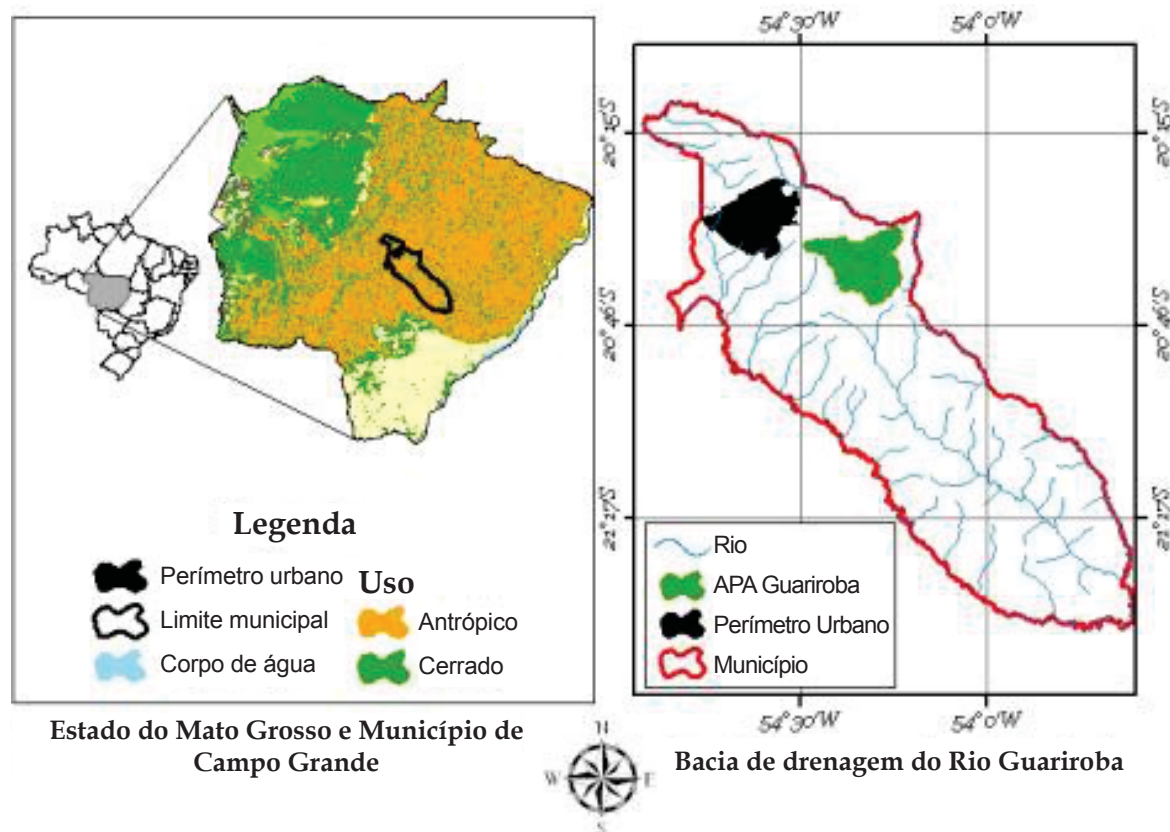 54°30'W 54°0'W
20°15'S 20°15'S
20°46'S 20°46'S
21°17'S 21°17'S
Legenda
Perímetro urbano
Limite municipal
Corpo de água
Uso
Antrópico
Cerrado
Rio
APA Guariroba
Perímetro Urbano
Município
54°30'W 54°0'W
Estado do Mato Grosso e Município de
Campo Grande
N
W E
S
Bacia de drenagem do Rio Guariroba